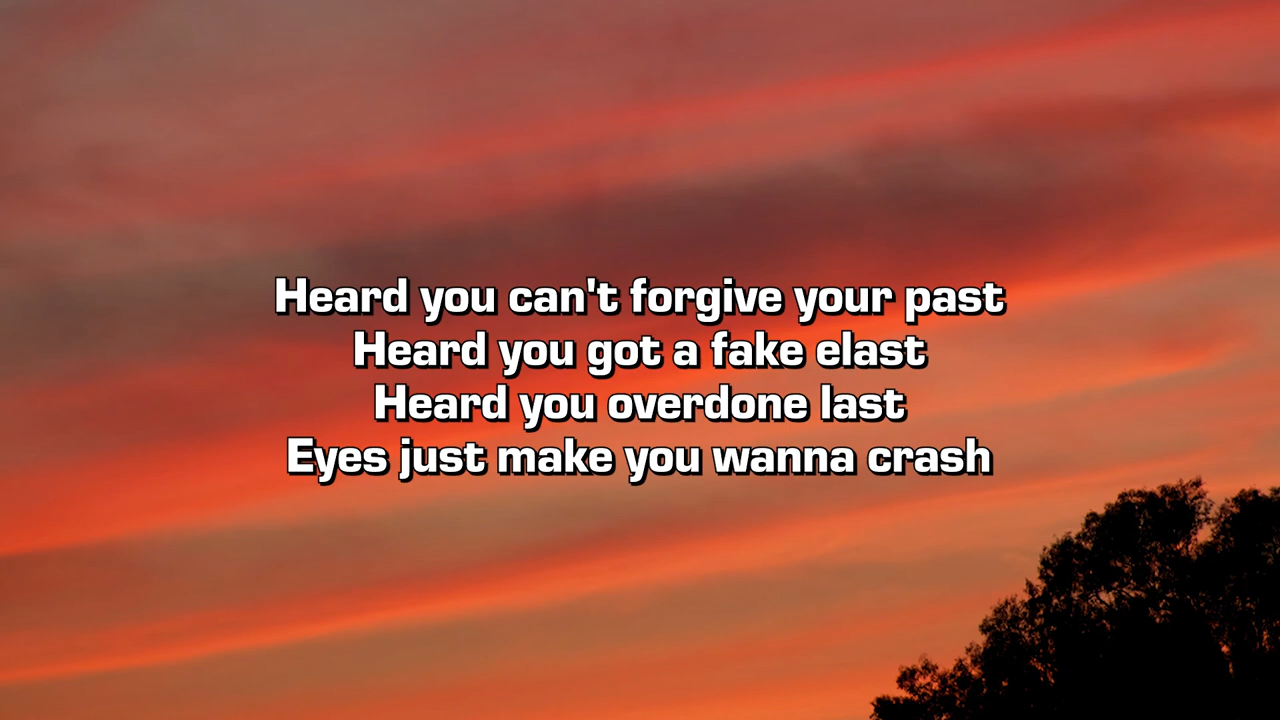 Heard you can't forgive your past
Heard you got a fake elast
Heard you overdone last
Eyes just make you wanna crash